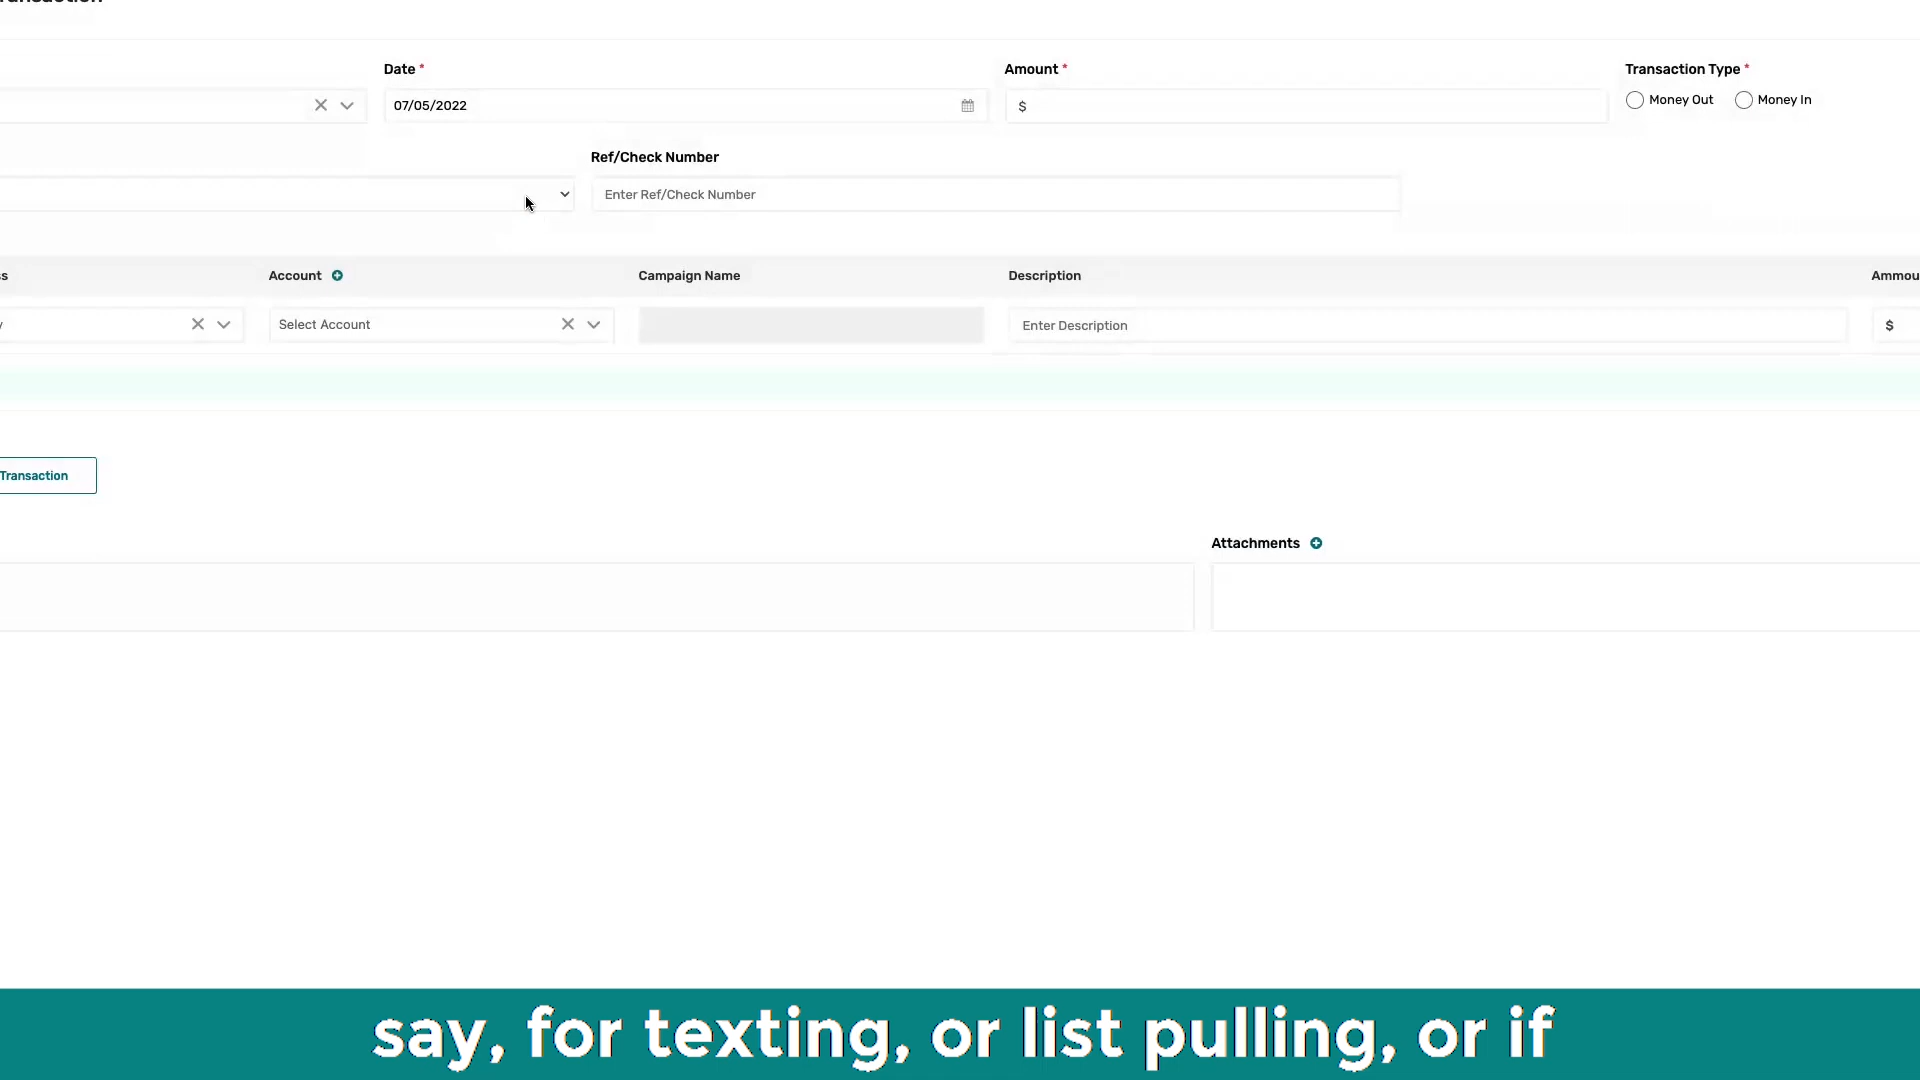 Date *
Amount *
Transaction Type *
07/05/2022
$
Money Out
Money In
Ref/Check Number
Enter Ref/Check Number
Account
Campaign Name
Description
Select Account
Enter Description
$
Transaction
Attachments
say, for texting, or list pulling, or if